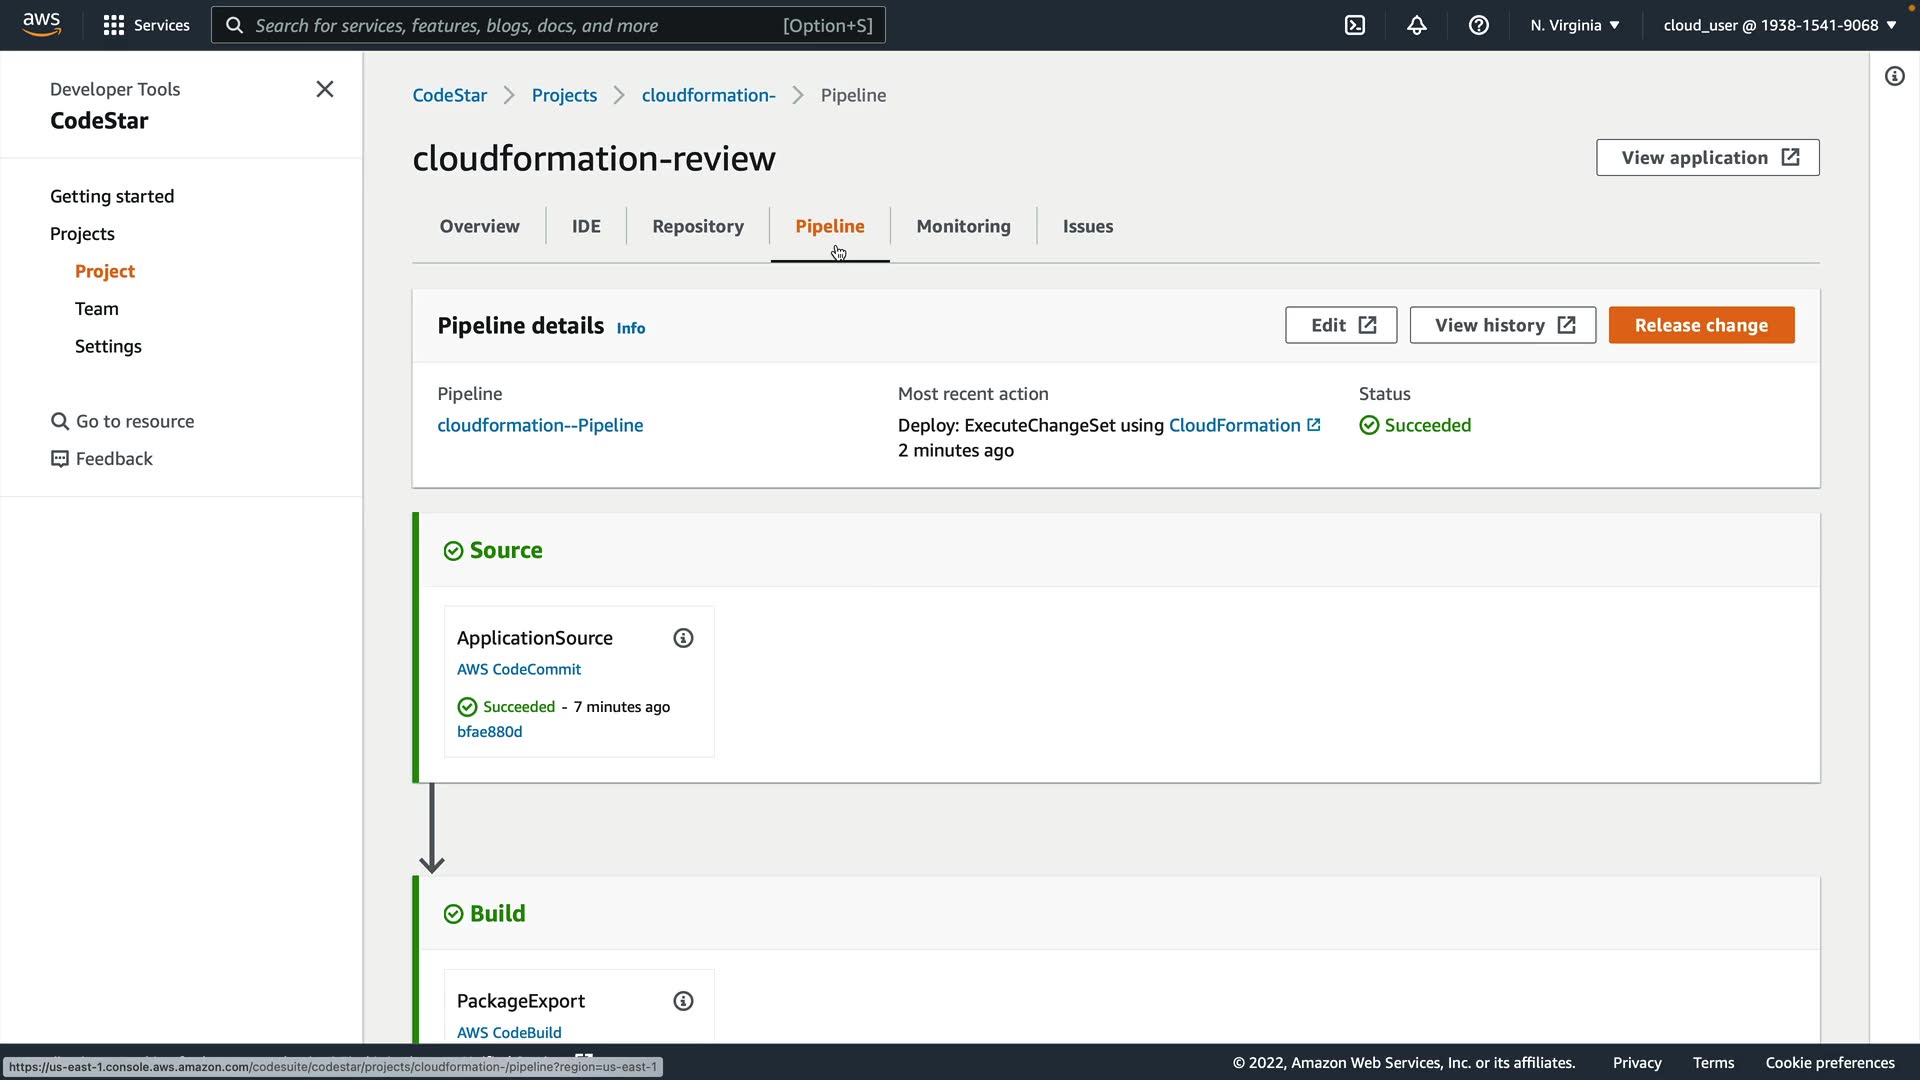 aws
Services
Search for services, features, blogs, docs, and more
[Option+S]
N. Virginia
cloud_user @ 1938-1541-9068
Developer Tools
CodeStar
Getting started
Projects
Project
Team
Settings
Go to resource
Feedback
CodeStar
Projects
cloudformation-
Pipeline
cloudformation-review
View application
Overview
IDE
Repository
Pipeline
Monitoring
Issues
Pipeline details Info
Edit
View history
Release change
Pipeline
cloudformation--Pipeline
Most recent action
Deploy: ExecuteChangeSet using CloudFormation
2 minutes ago
Status
Succeeded
Source
ApplicationSource
AWS CodeCommit
Succeeded - 7 minutes ago
bfae880d
Build
PackageExport
AWS CodeBuild
https://us-east-1.console.aws.amazon.com/codesuite/codestar/projects/cloudformation-/pipeline?region=us-east-1
© 2022, Amazon Web Services, Inc. or its affiliates.
Privacy
Terms
Cookie preferences